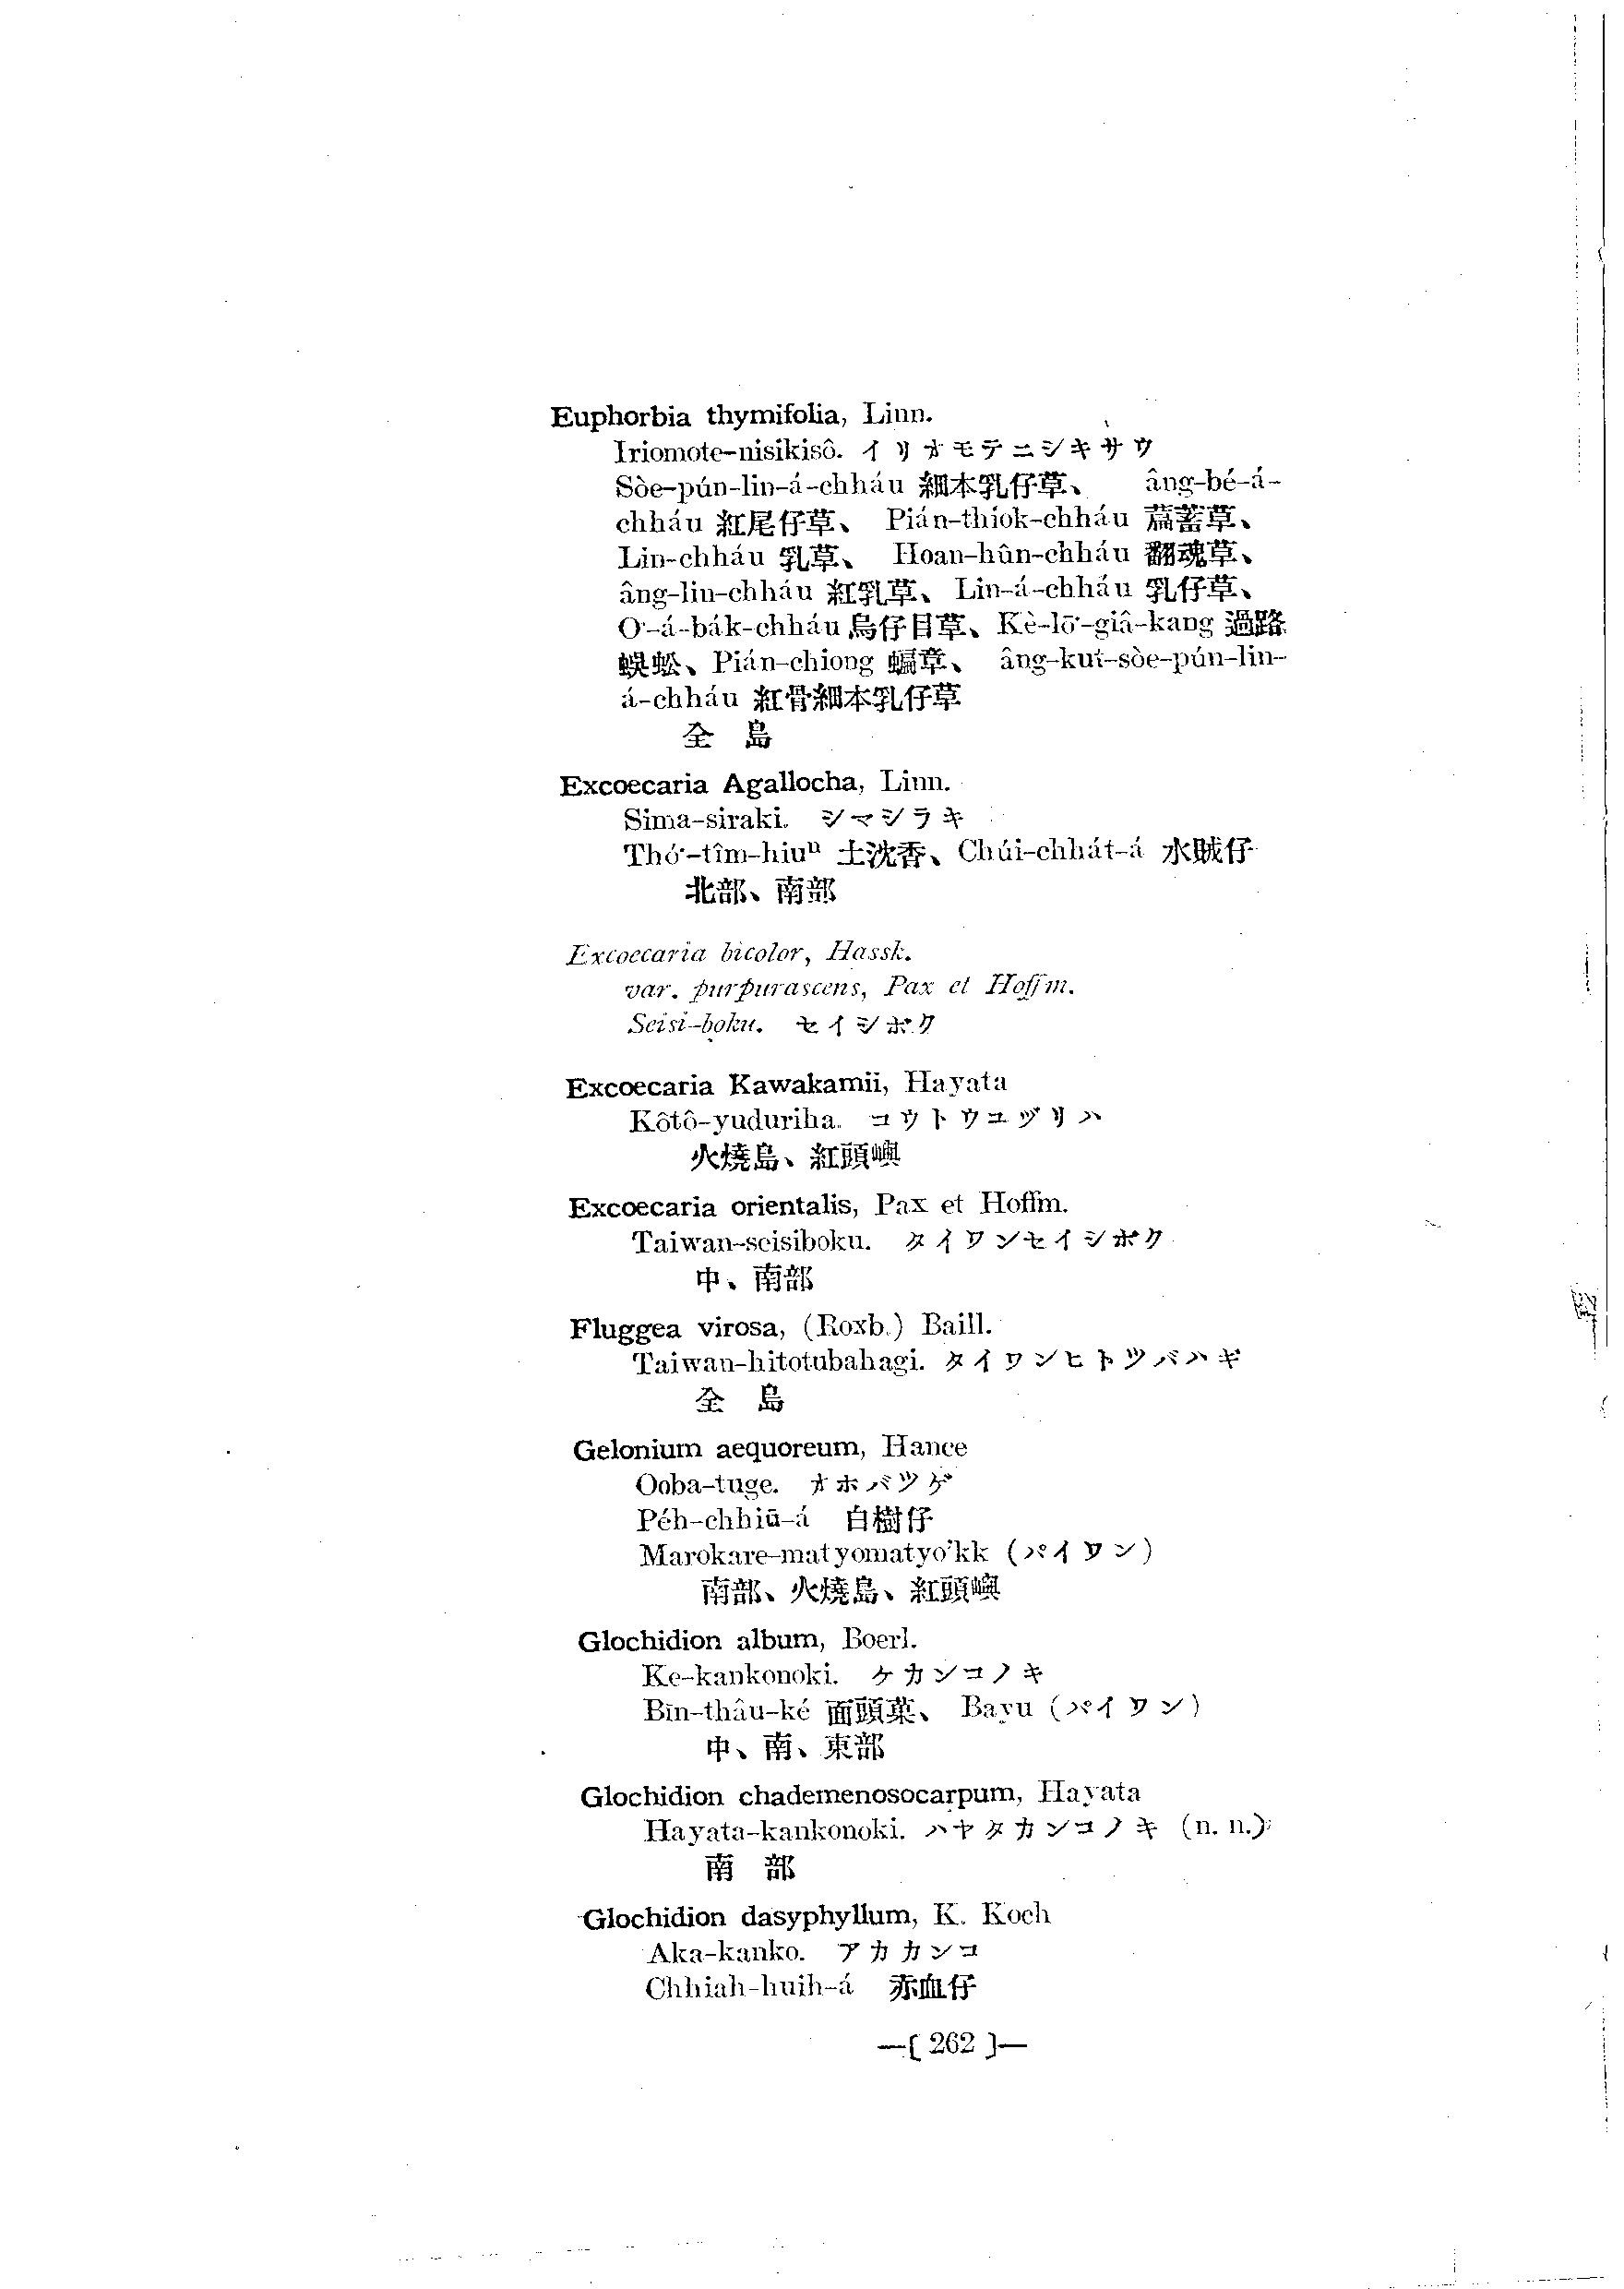 Euphorbia thymifolia, Linn.
Iriomote-nisikisô. イリオモテニシキサウ
Sòe-pún-lin-á-chháu 細本乳仔草、 âng-bé-á-
chháu 紅尾仔草、 Pián-thiok-chháu 萹蓄草、
Lin-chháu 乳草、 Hoan-hûn-chháu 翻魂草、
âng-lin-chháu 紅乳草、Lin-á-chháu 乳仔草、
O·-á-ba̍k-chháu 烏仔目草、Kè-lō·-giâ-kang 過路
蜈蚣、Pián-chiong 蝙章、 âng-kut-sòe-pún-lin-
á-chháu 紅骨細本乳仔草
全 島
Excoecaria Agallocha, Linn.
Sima-siraki. シマシラキ
Thó·-tîm-hiuⁿ 土沈香、Chúi-chha̍t-á 水賊仔
北部、南部
Excoecaria bicolor, Hassk.
var. purpurascens, Pax et Hoffm.
Seisi-boku. セイシボク
Excoecaria Kawakamii, Hayata
Kôtô-yuduriha. コウトウユヅリハ
火燒島、紅頭嶼
Excoecaria orientalis, Pax et Hoffm.
Taiwan-seisiboku. タイワンセイシボク
中、南部
Fluggea virosa, (Roxb.) Baill.
Taiwan-hitotubahagi. タイワンヒトツバハギ
全 島
Gelonium aequoreum, Hance
Ooba-tuge. オホバツゲ
Pe̍h-chhiū-á 白樹仔
Marokare-matyomatyo'kk (パイワン)
南部、火燒島、紅頭嶼
Glochidion album, Boerl.
Ke-kankonoki. ケカンコノキ
Bīn-thâu-ké 面頭菓、 Bayu (パイワン)
中、南、東部
Glochidion chademenosocarpum, Hayata
Hayata-kankonoki. ハヤタカンコノキ (n. n.)
南 部
Glochidion dasyphyllum, K. Koch
Aka-kanko. アカカンコ
Chhiah-huih-á 赤血仔
—[ 262 ]—